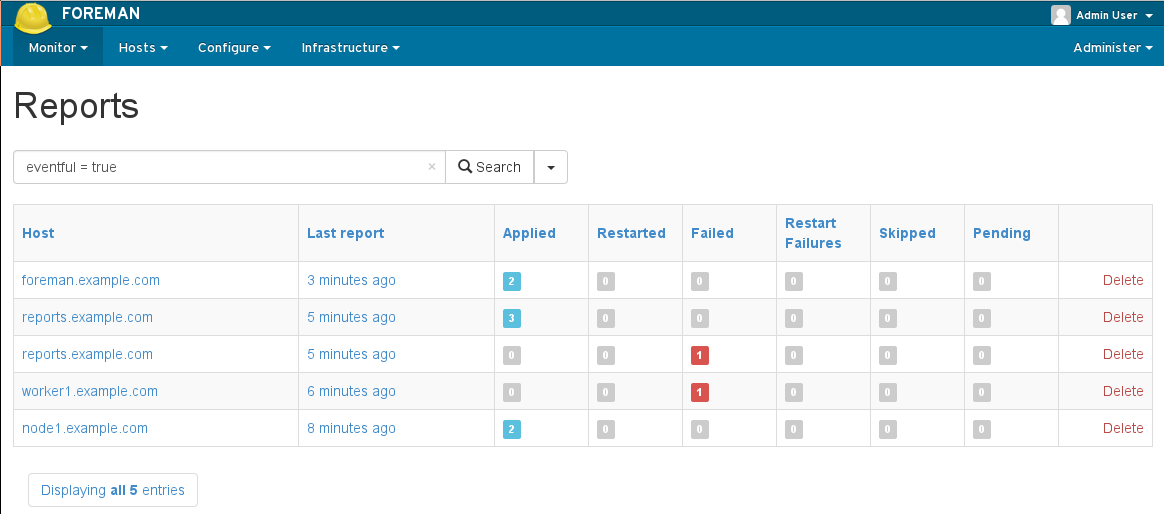 FOREMAN Admin User
Monitor Hosts Configure Infrastructure Administer
Reports
eventful = true × Search
Host Last report Applied Restarted Failed Restart Failures Skipped Pending
foreman.example.com 3 minutes ago 2 0 0 0 0 0 Delete
reports.example.com 5 minutes ago 3 0 0 0 0 0 Delete
reports.example.com 5 minutes ago 0 0 1 0 0 0 Delete
worker1.example.com 6 minutes ago 0 0 1 0 0 0 Delete
node1.example.com 8 minutes ago 2 0 0 0 0 0 Delete
Displaying all 5 entries